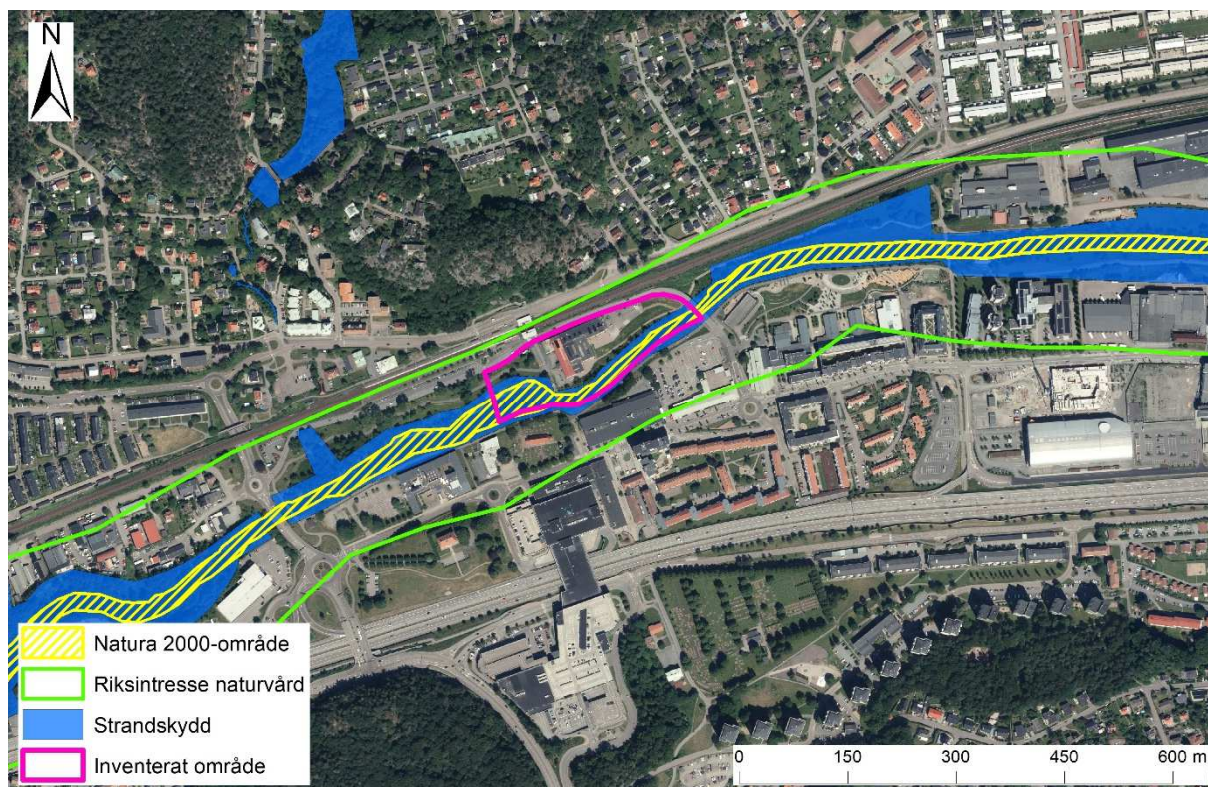 N
Natura 2000-område
Riksintresse naturvård
Strandskydd
Inventerat område
0 150 300 450 600 m